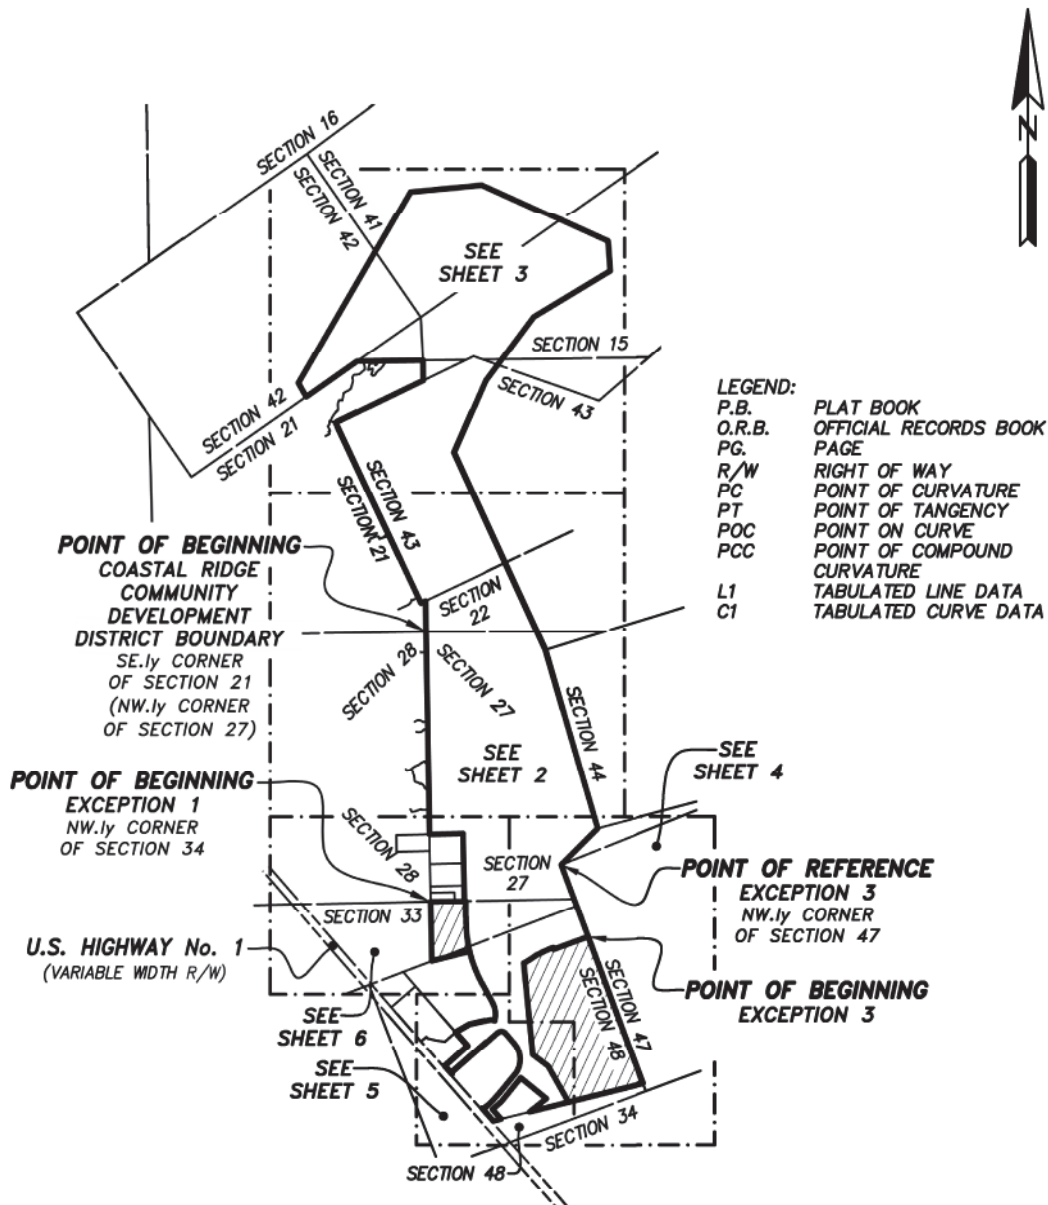 N
SECTION 16
SECTION 41
SECTION 42
SEE
SHEET 3
SECTION 15
SECTION 43
SECTION 42
SECTION 21
LEGEND:
P.B. PLAT BOOK
O.R.B. OFFICIAL RECORDS BOOK
PG. PAGE
R/W RIGHT OF WAY
PC POINT OF CURVATURE
PT POINT OF TANGENCY
POC POINT ON CURVE
PCC POINT OF COMPOUND
CURVATURE
L1 TABULATED LINE DATA
C1 TABULATED CURVE DATA
SECTION 43
SECTION 21
POINT OF BEGINNING
COASTAL RIDGE
COMMUNITY
DEVELOPMENT
DISTRICT BOUNDARY
SE.ly CORNER
OF SECTION 21
(NW.ly CORNER
OF SECTION 27)
SECTION
22
SECTION 28
SECTION 27
SECTION 44
SEE
SHEET 2
SEE
SHEET 4
POINT OF BEGINNING
EXCEPTION 1
NW.ly CORNER
OF SECTION 34
SECTION 28
SECTION
27
POINT OF REFERENCE
EXCEPTION 3
NW.ly CORNER
OF SECTION 47
SECTION 33
U.S. HIGHWAY No. 1
(VARIABLE WIDTH R/W)
SECTION 47
SECTION 48
POINT OF BEGINNING
EXCEPTION 3
SEE
SHEET 6
SEE
SHEET 5
SECTION 34
SECTION 48